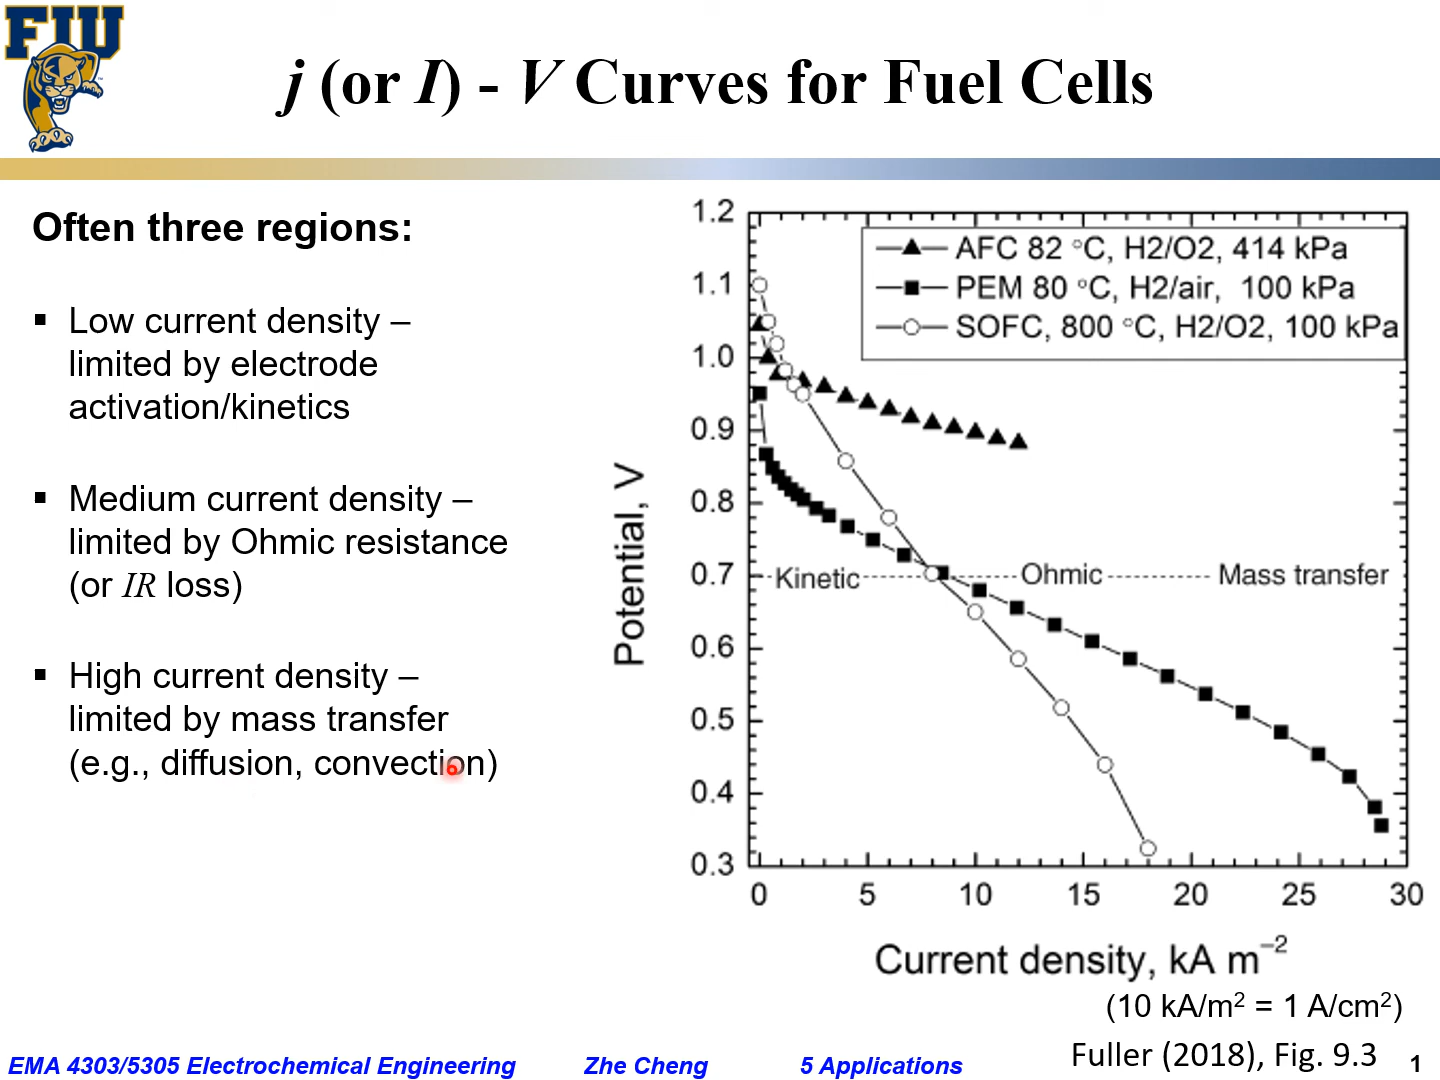 FIU
j (or I) - V Curves for Fuel Cells
Often three regions:
▪ Low current density –
limited by electrode
activation/kinetics
▪ Medium current density –
limited by Ohmic resistance
(or IR loss)
▪ High current density –
limited by mass transfer
(e.g., diffusion, convection)
AFC 82 °C, H2/O2, 414 kPa
PEM 80 °C, H2/air, 100 kPa
SOFC, 800 °C, H2/O2, 100 kPa
1.2
1.1
1.0
0.9
0.8
0.7
0.6
0.5
0.4
0.3
Potential, V
Kinetic Ohmic Mass transfer
0 5 10 15 20 25 30
Current density, kA m⁻²
(10 kA/m² = 1 A/cm²)
Fuller (2018), Fig. 9.3
EMA 4303/5305 Electrochemical Engineering Zhe Cheng 5 Applications 1